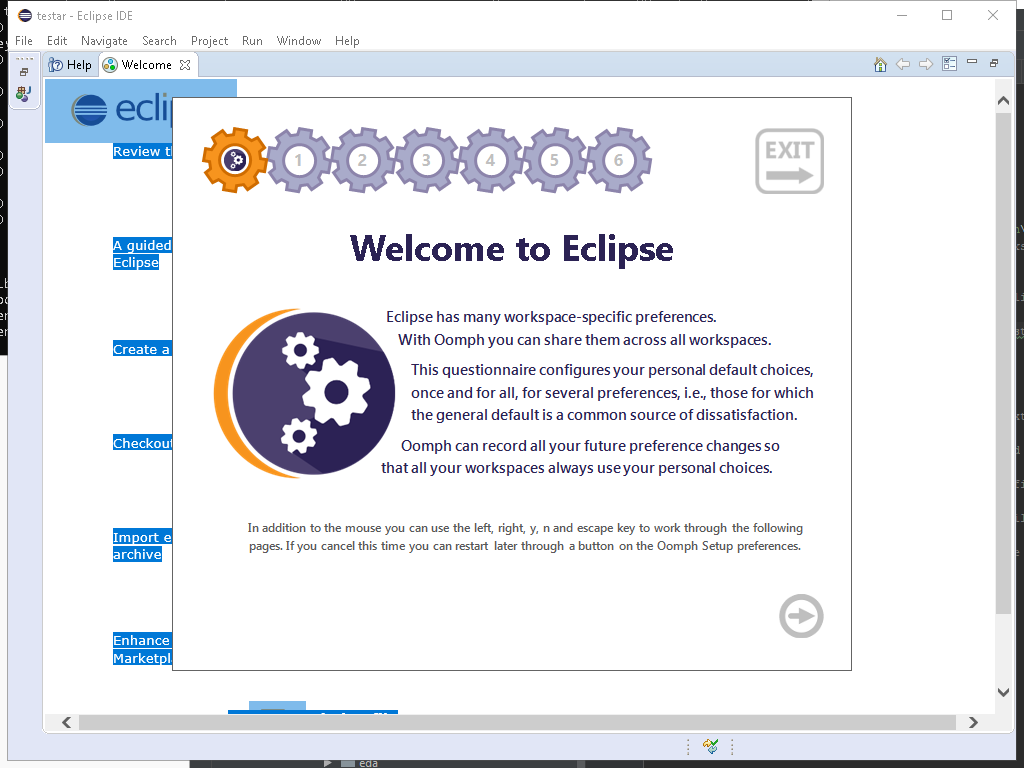 testar - Eclipse IDE
File Edit Navigate Search Project Run Window Help
Help Welcome
Review
A guided
Eclipse
Create a
Checkout
Import
archive
Enhance
EXIT
1 2 3 4 5 6
Welcome to Eclipse
Eclipse has many workspace-specific preferences.
With Oomph you can share them across all workspaces.
This questionnaire configures your personal default choices,
once and for all, for several preferences, i.e., those for which
the general default is a common source of dissatisfaction.
Oomph can record all your future preference changes so
that all your workspaces always use your personal choices.
In addition to the mouse you can use the left, right, y, n and escape key to work through the following
pages. If you cancel this time you can restart later through a button on the Oomph Setup preferences.
eda